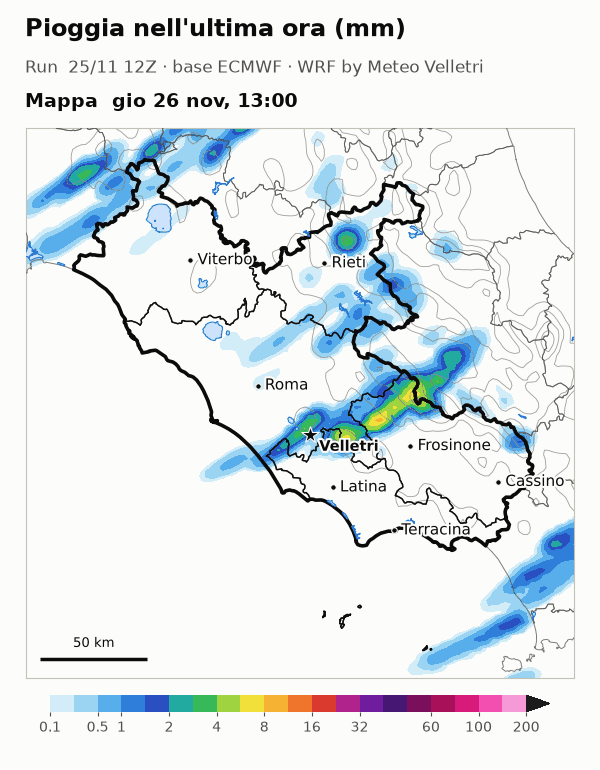 Pioggia nell'ultima ora (mm)
Run 25/11 12Z · base ECMWF · WRF by Meteo Velletri
Mappa gio 26 nov, 13:00
Viterbo
Rieti
Roma
Velletri
Frosinone
Latina
Cassino
Terracina
50 km
0.1 0.5 1 2 4 8 16 32 60 100 200